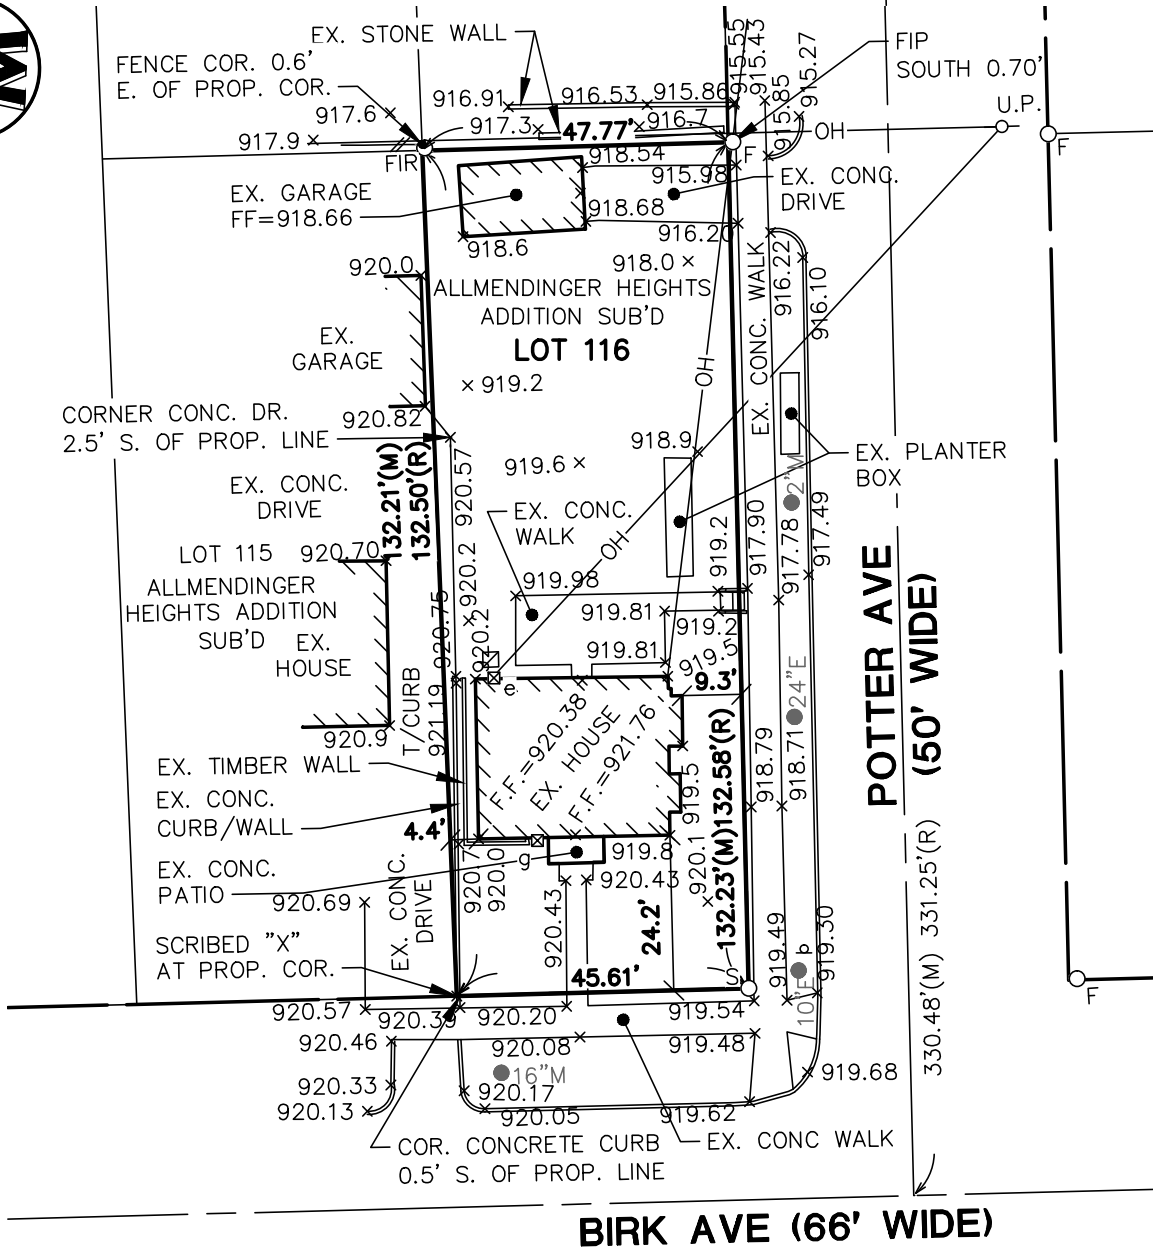 M
EX. STONE WALL
FENCE COR. 0.6'
E. OF PROP. COR.
FIP
SOUTH 0.70'
U.P.
915.55
915.43
915.85
915.27
916.91
916.53
915.86
917.6
917.3
47.77'
916.7
917.9
OH
F
F
FIR
918.54
915.98
EX. CONC.
DRIVE
EX. GARAGE
FF=918.66
918.68
916.20
918.6
918.0
920.0
ALLMENDINGER HEIGHTS
ADDITION SUB'D
LOT 116
EX. CONC. WALK
916.22
916.10
EX.
GARAGE
OH
919.2
CORNER CONC. DR.
2.5' S. OF PROP. LINE
920.82
918.9
919.6
EX. PLANTER
BOX
132.21'(M)
132.50'(R)
920.57
EX. CONC.
DRIVE
EX. CONC.
WALK
2"M
OH
919.2
917.90
917.78
917.49
LOT 115
920.70
ALLMENDINGER
HEIGHTS ADDITION
SUB'D
EX.
HOUSE
920.2
919.98
919.81
919.2
920.75
920.2
919.81
919.5
9.3'
e
24"E
POTTER AVE
(50' WIDE)
T/CURB
921.19
920.9
F.F.=920.38
EX. HOUSE
F.F.=921.76
EX. TIMBER WALL
EX. CONC.
CURB/WALL
919.5
132.23'(M)132.58'(R)
918.79
918.71
4.4'
g
919.8
920.1
EX. CONC.
PATIO
920.7
920.0
920.43
920.43
EX. CONC.
DRIVE
920.69
24.2'
330.48'(M) 331.25'(R)
SCRIBED "X"
AT PROP. COR.
45.61'
S
919.49
10"E
p
919.30
F
920.57
920.39
920.20
919.54
920.46
920.08
919.48
920.33
16"M
919.68
920.13
920.17
920.05
919.62
COR. CONCRETE CURB
0.5' S. OF PROP. LINE
EX. CONC WALK
BIRK AVE (66' WIDE)